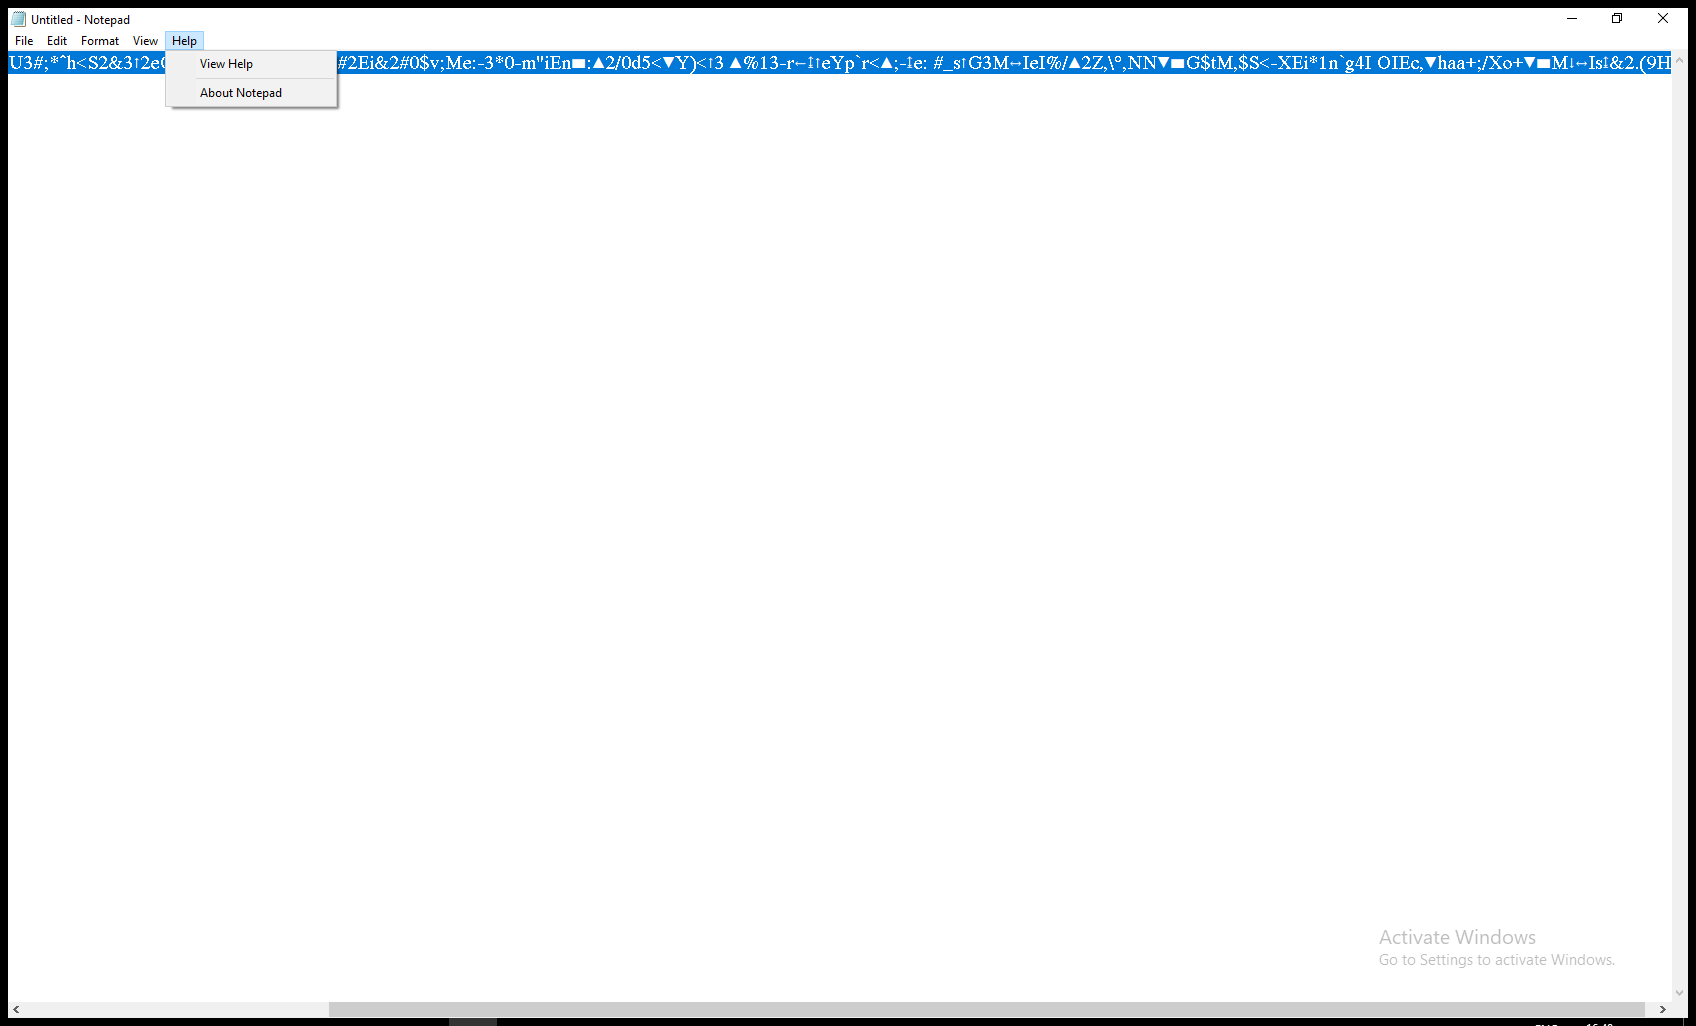 Untitled - Notepad
File Edit Format View Help
U3#;*^h<S2&3↑2e #2Ei&2#0$v;Me:-3*0-m"iEn■:▲2/0d5<▼Y)<↑3 ▲%13-r←↨↑eYp`r<▲;-↨e: #_s↑G3M↔IeI%/▲2Z,\°,NN▼■G$tM,$S<-XEi*1n`g4I OIEc,▼haa+;/Xo+▼■M↓↔Is↨&2.(9H
View Help
About Notepad
Activate Windows
Go to Settings to activate Windows.